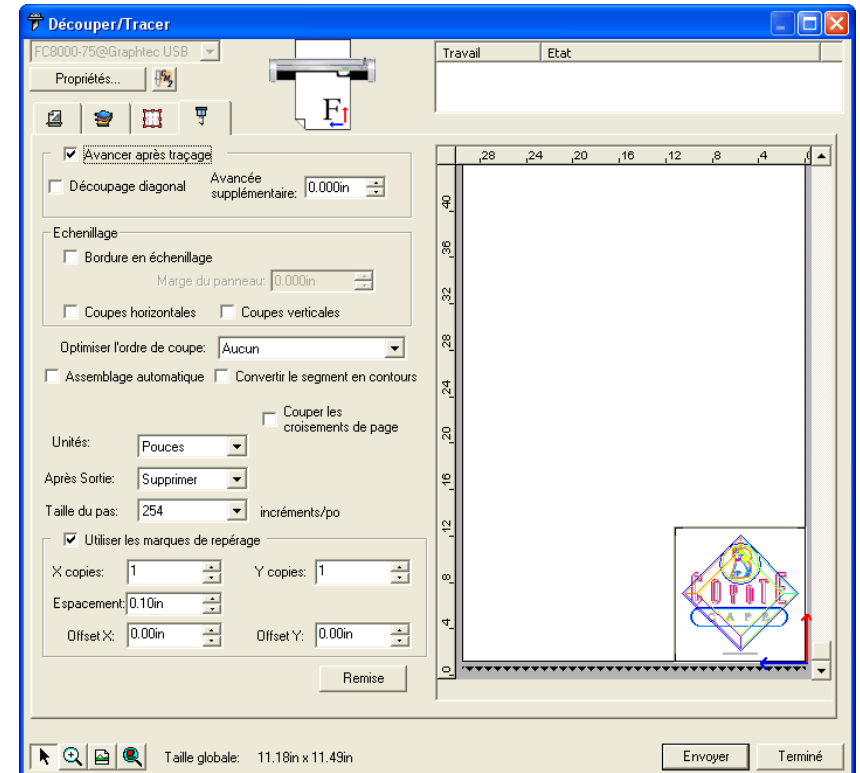 Découper/Tracer
FC8000-75@Graphtec USB
Travail Etat
Propriétés...
F
Avancer après traçage
Découpage diagonal
Avancée
supplémentaire: 0.000in
Echenillage
Bordure en échenillage
Marge du panneau: 0.000in
Coupes horizontales Coupes verticales
Optimiser l'ordre de coupe: Aucun
Assemblage automatique Convertir le segment en contours
Couper les
croisements de page
Unités: Pouces
Après Sortie: Supprimer
Taille du pas: 254 incréments/po
Utiliser les marques de repérage
X copies: 1 Y copies: 1
Espacement: 0.10in
Offset X: 0.00in Offset Y: 0.00in
Remise
28 24 20 16 12 8 4 0
40
36
32
28
24
20
16
12
8
4
0
COYOTE
CAFE
Taille globale: 11.18in x 11.49in
Envoyer Terminé